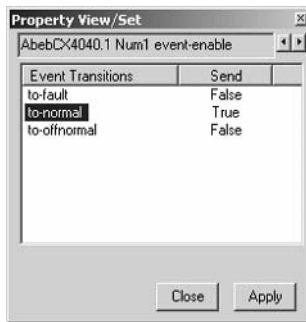 Property View/Set
AbebCX4040.1 Num1 event-enable
Event Transitions Send
to-fault False
to-normal True
to-offnormal False
Close Apply